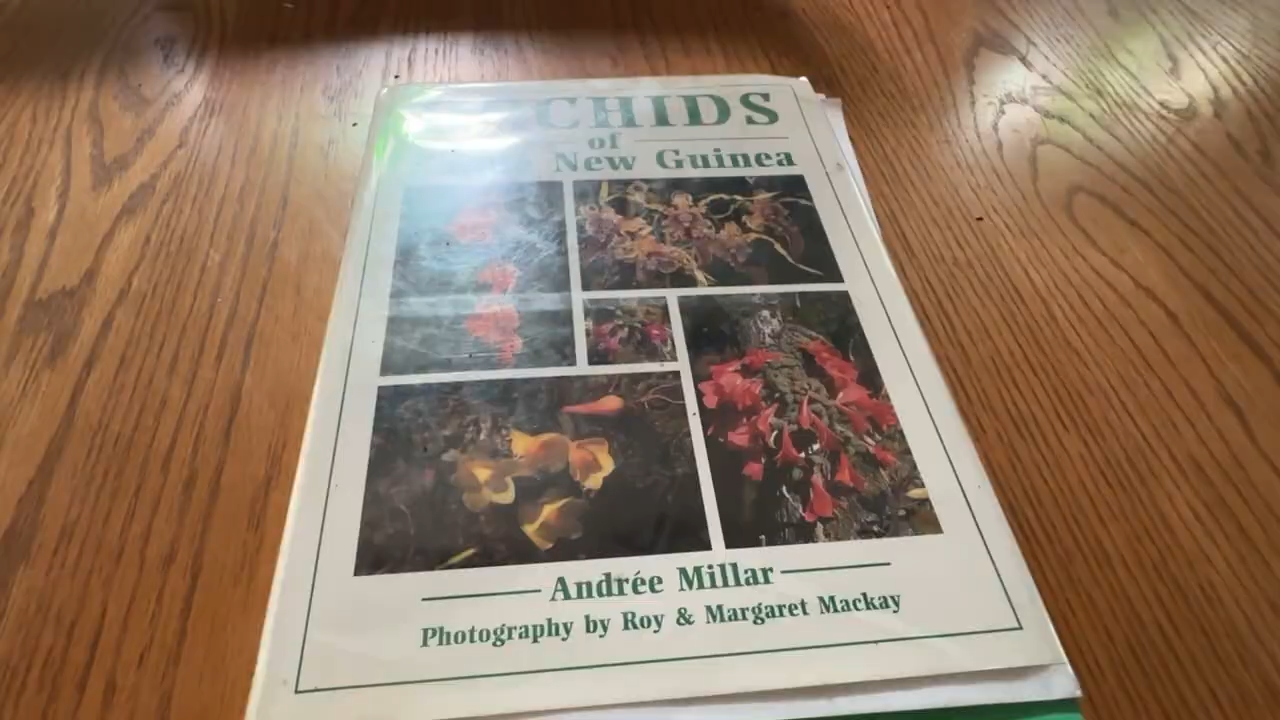 CHIDS
of
New Guinea
Andrée Millar
Photography by Roy & Margaret Mackay